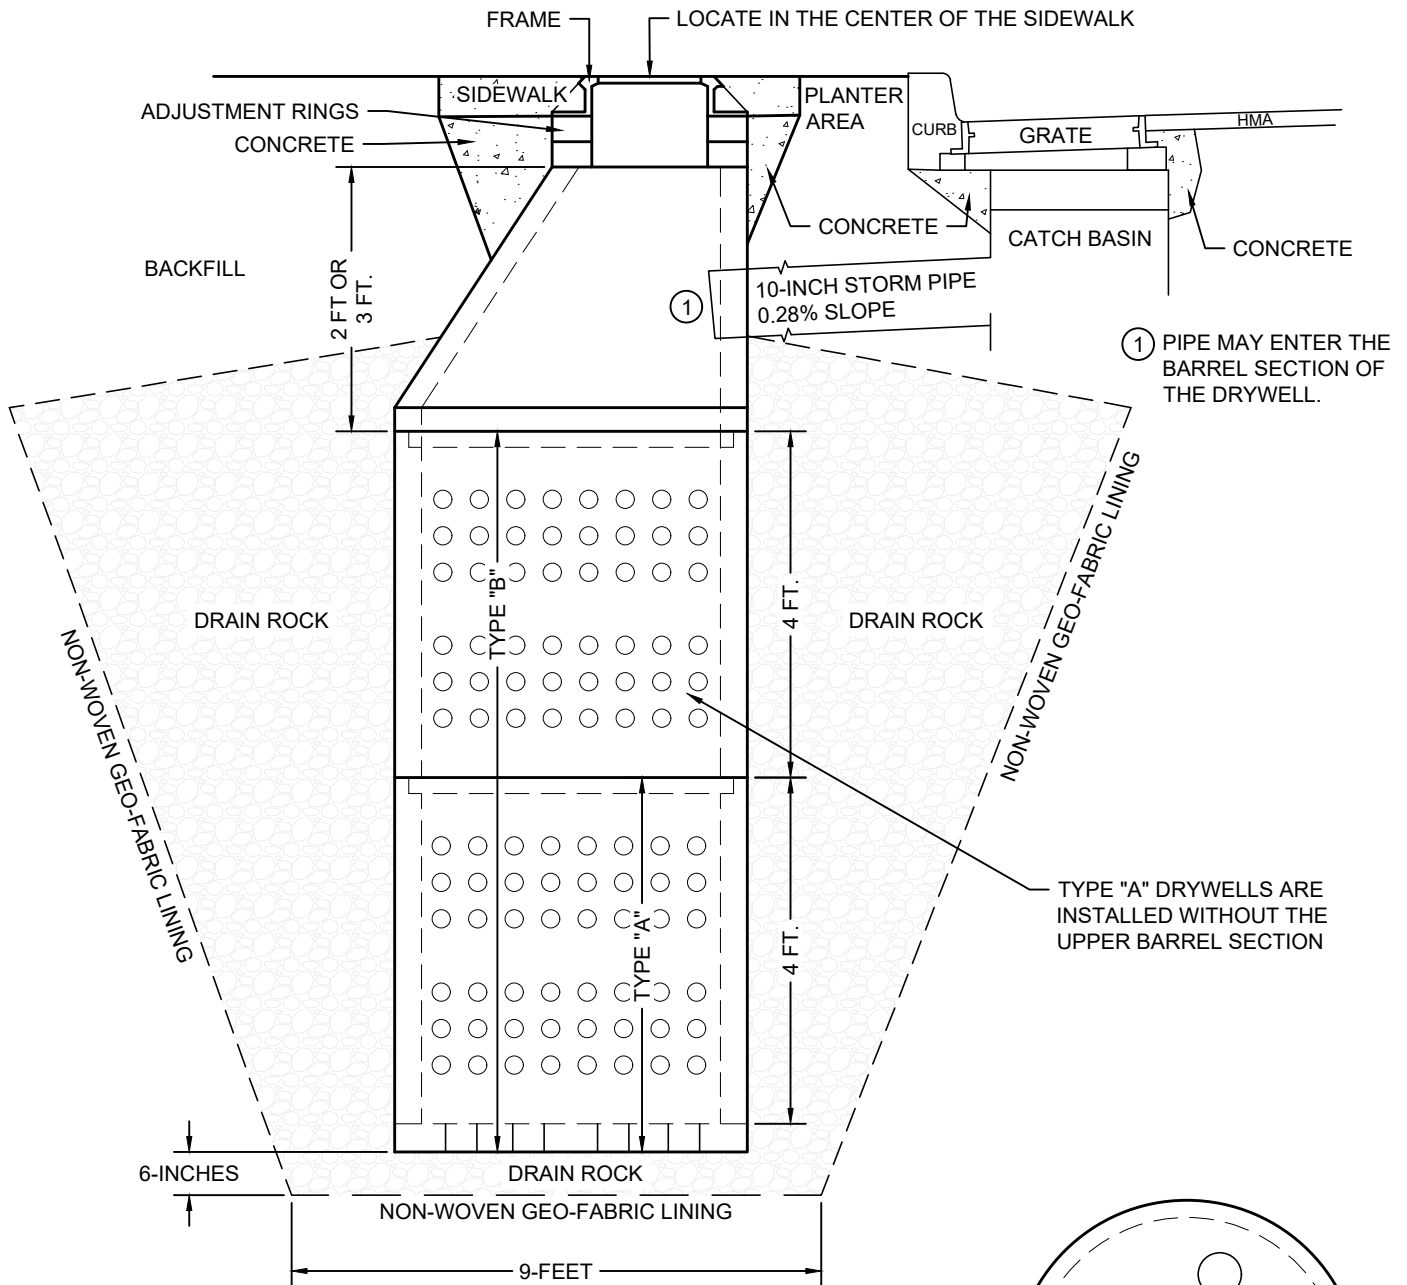 FRAME
LOCATE IN THE CENTER OF THE SIDEWALK
SIDEWALK
PLANTER
AREA
ADJUSTMENT RINGS
CONCRETE
CURB
GRATE
HMA
CONCRETE
CATCH BASIN
CONCRETE
BACKFILL
2 FT OR
3 FT.
1
10-INCH STORM PIPE
0.28% SLOPE
1 PIPE MAY ENTER THE
BARREL SECTION OF
THE DRYWELL.
DRAIN ROCK
TYPE "B"
4 FT.
DRAIN ROCK
NON-WOVEN GEO-FABRIC LINING
NON-WOVEN GEO-FABRIC LINING
TYPE "A"
4 FT.
TYPE "A" DRYWELLS ARE
INSTALLED WITHOUT THE
UPPER BARREL SECTION
6-INCHES
DRAIN ROCK
NON-WOVEN GEO-FABRIC LINING
9-FEET